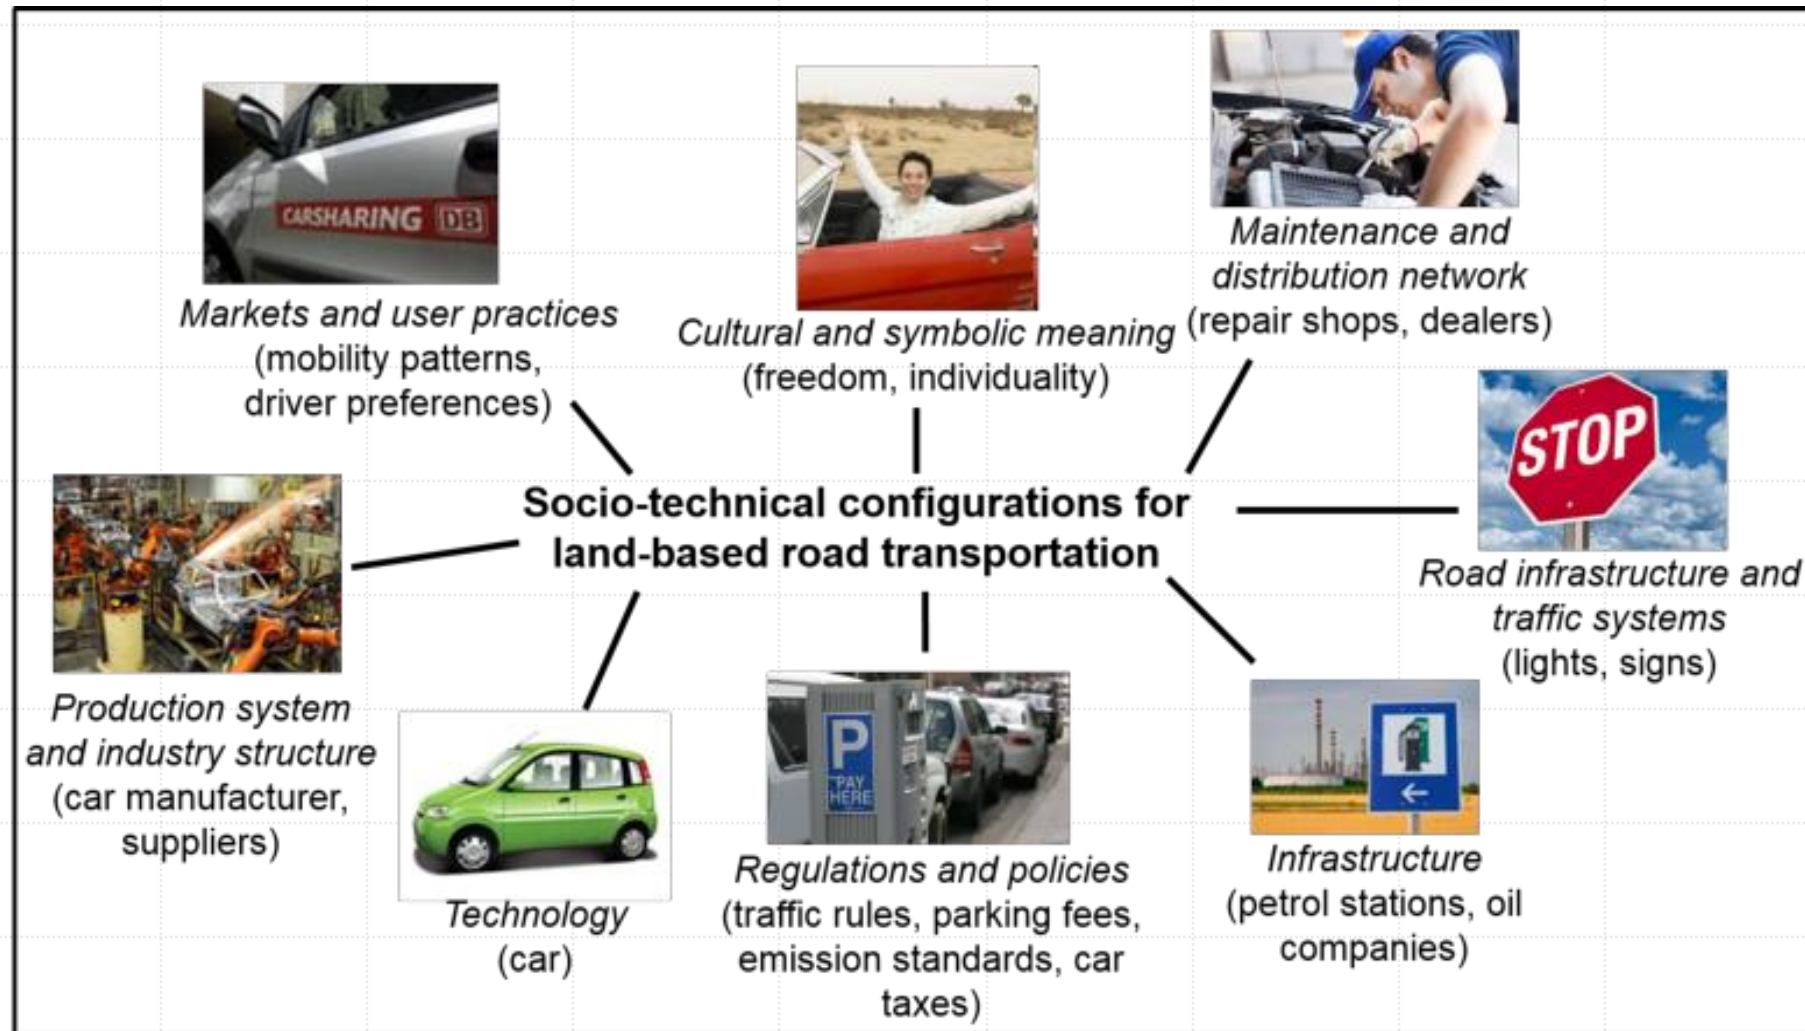 CARSHARING DB
Markets and user practices
(mobility patterns,
driver preferences)
Cultural and symbolic meaning
(freedom, individuality)
Maintenance and
distribution network
(repair shops, dealers)
STOP
Road infrastructure and
traffic systems
(lights, signs)
Socio-technical configurations for
land-based road transportation
Production system
and industry structure
(car manufacturer,
suppliers)
Technology
(car)
P
PAY
HERE
Regulations and policies
(traffic rules, parking fees,
emission standards, car
taxes)
Infrastructure
(petrol stations, oil
companies)